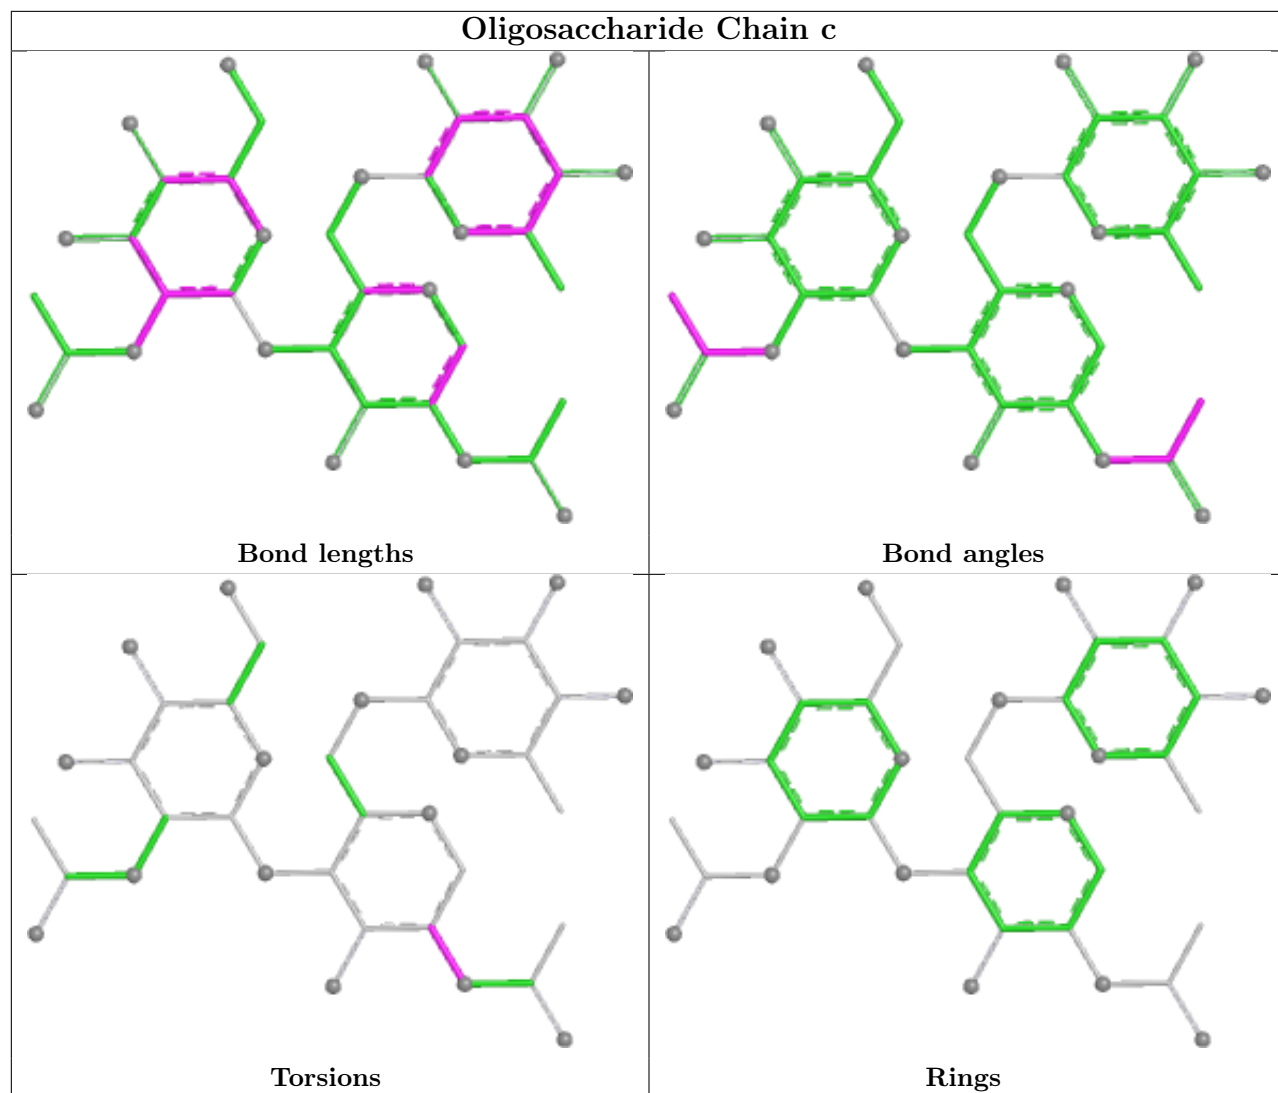 Oligosaccharide Chain c
Bond lengths
Bond angles
Torsions
Rings